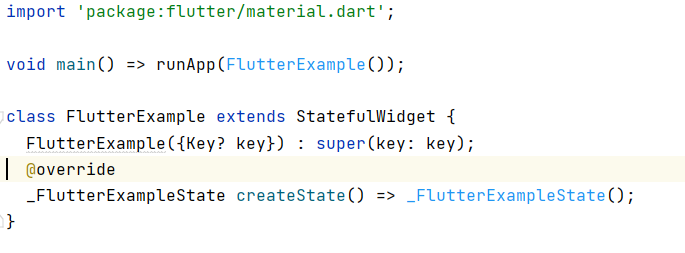 import 'package:flutter/material.dart';
void main() => runApp(FlutterExample());
class FlutterExample extends StatefulWidget {
FlutterExample({Key? key}) : super(key: key);
@override
_FlutterExampleState createState() => _FlutterExampleState();
}